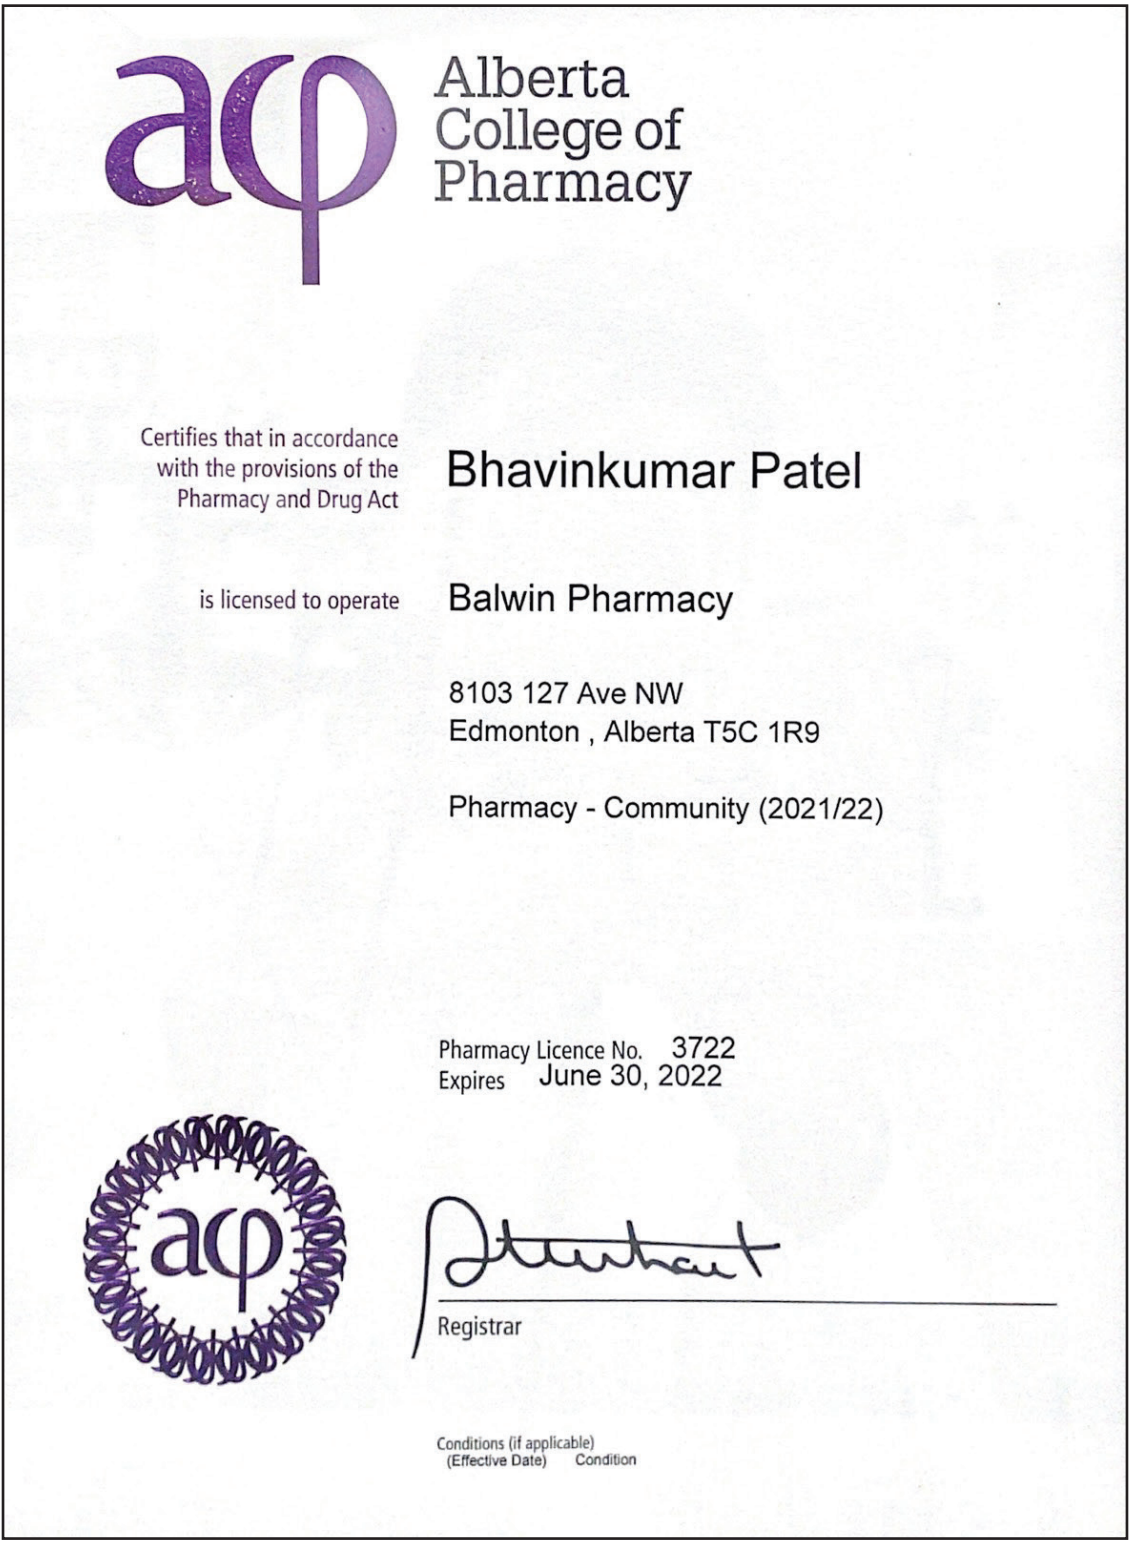 acp
Alberta
College of
Pharmacy
Certifies that in accordance
with the provisions of the
Pharmacy and Drug Act
Bhavinkumar Patel
is licensed to operate
Balwin Pharmacy
8103 127 Ave NW
Edmonton , Alberta T5C 1R9
Pharmacy - Community (2021/22)
Pharmacy Licence No. 3722
Expires June 30, 2022
acp
Registrar
Conditions (if applicable)
(Effective Date) Condition